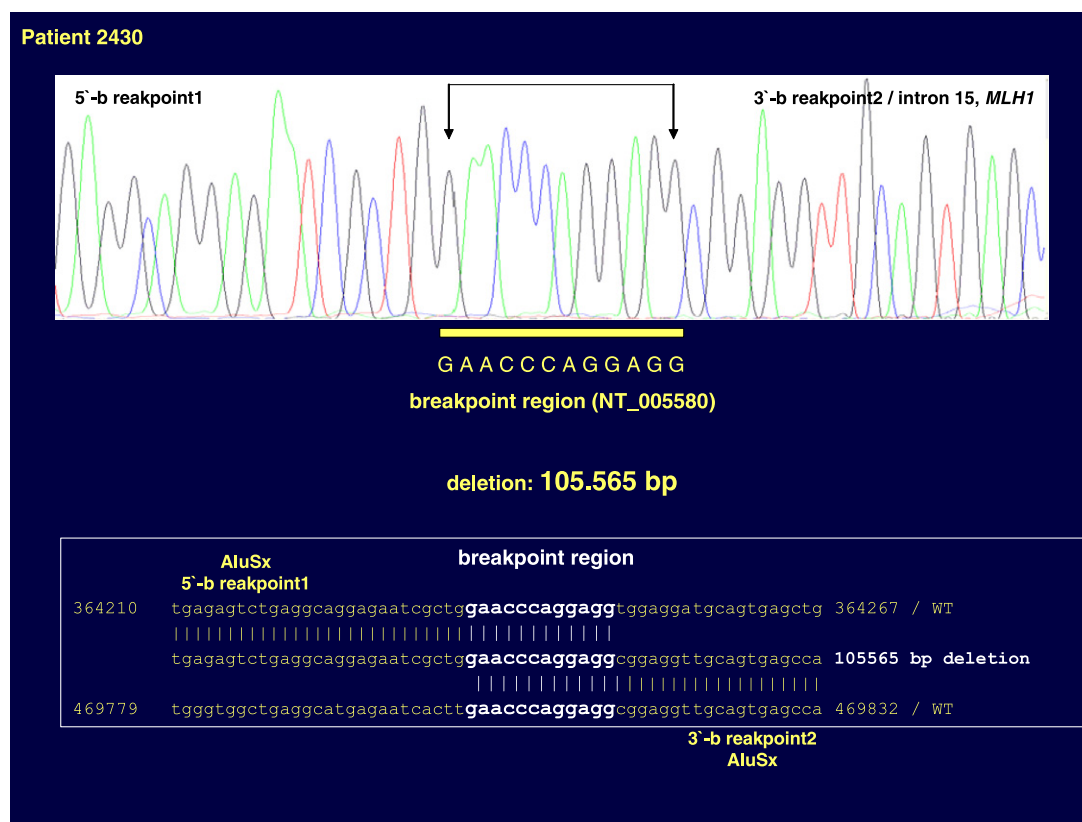 Patient 2430
5`-b reakpoint1
3`-b reakpoint2 / intron 15, MLH1
G A A C C C A G G A G G
breakpoint region (NT_005580)
deletion: 105.565 bp
AluSx
breakpoint region
5`-b reakpoint1
364210 tgagagtctgaggcaggagaatcgctggaacccaggaggtggaggatgcagtgagctg 364267 / WT
||||||||||||||||||||||||||| ||||||||||||
tgagagtctgaggcaggagaatcgctggaacccaggaggcggaggttgcagtgagcca 105565 bp deletion
|||||||||||||||||||||||||||||||
469779 tgggtggctgaggcatgagaatcacttgaacccaggaggcggaggttgcagtgagcca 469832 / WT
3`-b reakpoint2
AluSx